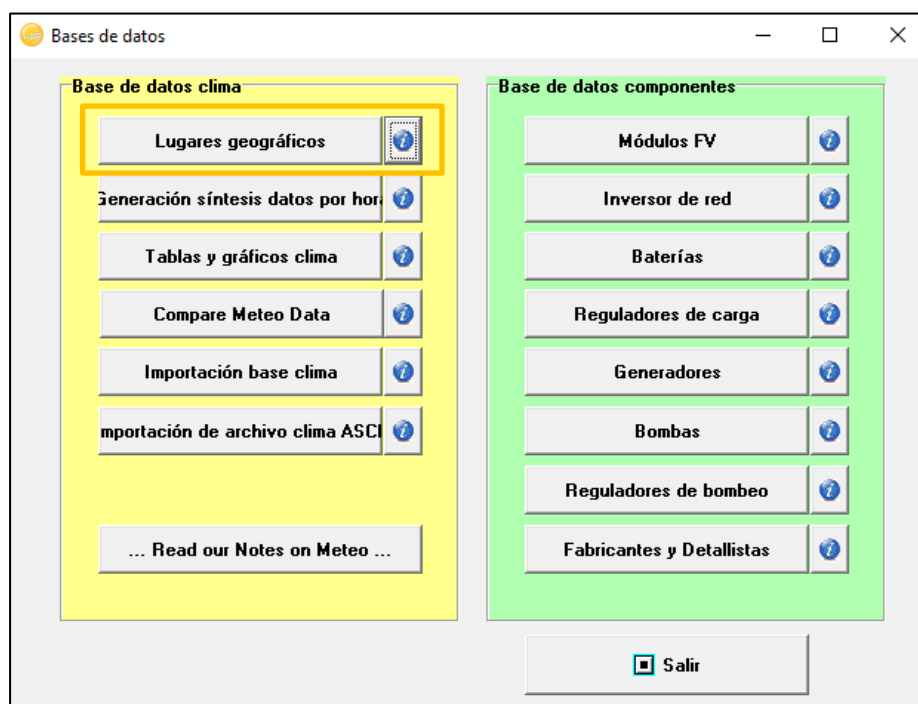 Bases de datos
Base de datos clima
Lugares geográficos
Generación síntesis datos por hora
Tablas y gráficos clima
Compare Meteo Data
Importación base clima
mportación de archivo clima ASCI
... Read our Notes on Meteo ...
Base de datos componentes
Módulos FV
Inversor de red
Baterías
Reguladores de carga
Generadores
Bombas
Reguladores de bombeo
Fabricantes y Detallistas
Salir